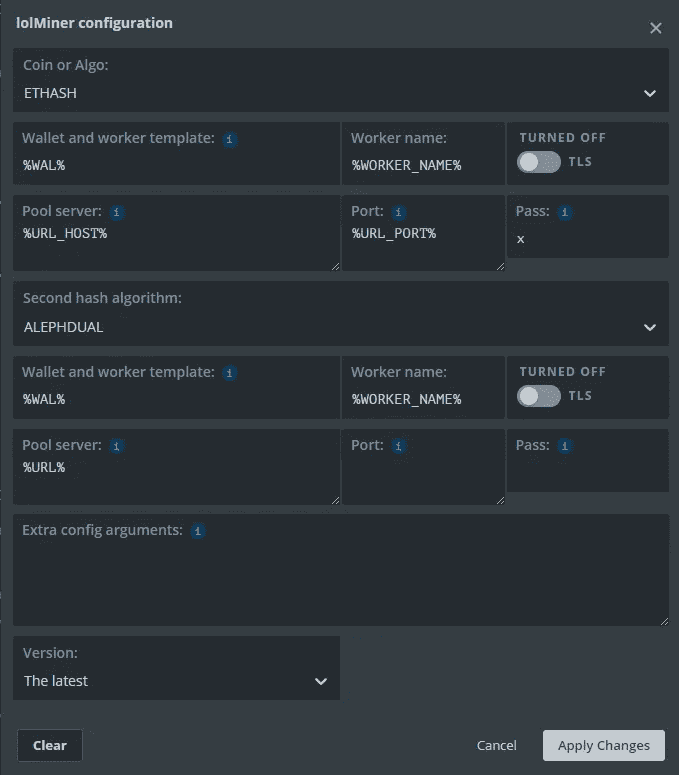 lolMiner configuration
Coin or Algo:
ETHASH
Wallet and worker template: i
%WAL%
Worker name:
%WORKER_NAME%
TURNED OFF
TLS
Pool server: i
%URL_HOST%
Port: i
%URL_PORT%
Pass: i
x
Second hash algorithm:
ALEPHDUAL
Wallet and worker template: i
%WAL%
Worker name:
%WORKER_NAME%
TURNED OFF
TLS
Pool server: i
%URL%
Port: i
Pass: i
Extra config arguments: i
Version:
The latest
Clear
Cancel
Apply Changes